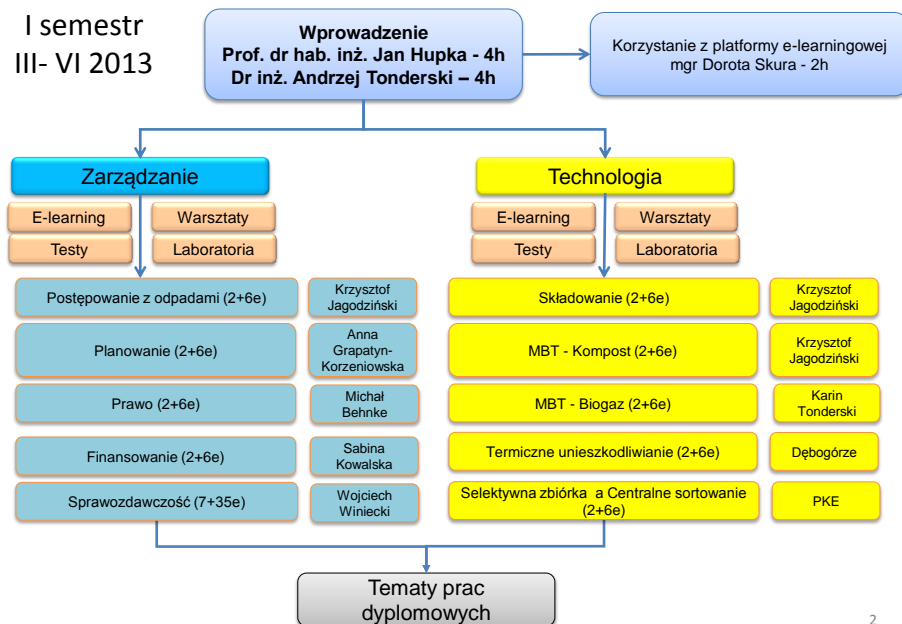 I semestr
III- VI 2013
Wprowadzenie
Prof. dr hab. inż. Jan Hupka - 4h
Dr inż. Andrzej Tonderski – 4h
Korzystanie z platformy e-learningowej
mgr Dorota Skura - 2h
Zarządzanie
E-learning
Warsztaty
Testy
Laboratoria
Postępowanie z odpadami (2+6e)
Krzysztof
Jagodziński
Planowanie (2+6e)
Anna
Grapatyn-
Korzeniowska
Prawo (2+6e)
Michał
Behnke
Finansowanie (2+6e)
Sabina
Kowalska
Sprawozdawczość (7+35e)
Wojciech
Winiecki
Technologia
E-learning
Warsztaty
Testy
Laboratoria
Składowanie (2+6e)
Krzysztof
Jagodziński
MBT - Kompost (2+6e)
Krzysztof
Jagodziński
MBT - Biogaz (2+6e)
Karin
Tonderski
Termiczne unieszkodliwianie (2+6e)
Dębogórze
Selektywna zbiórka a Centralne sortowanie
(2+6e)
PKE
Tematy prac
dyplomowych
2